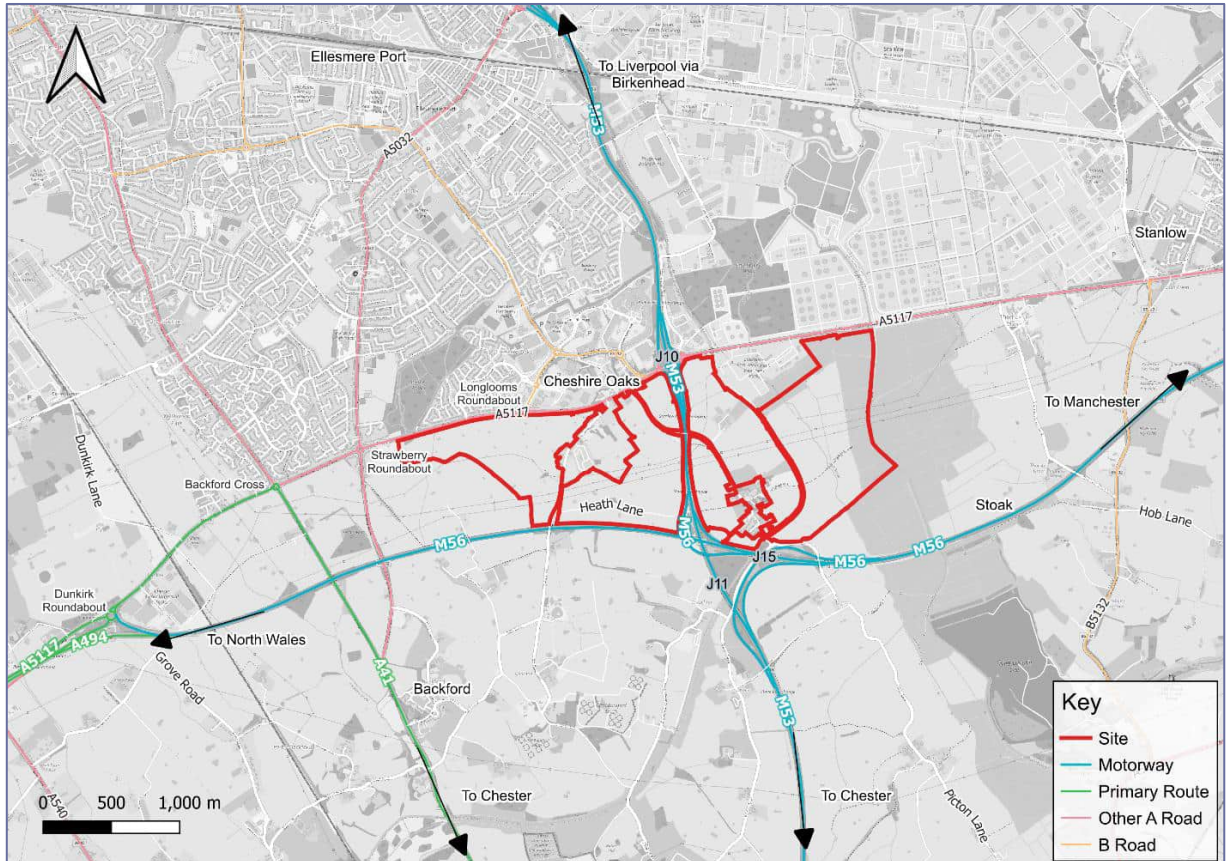 Ellesmere Port
To Liverpool via
Birkenhead
M53
A5032
Stanlow
A5117
J10
M53
Cheshire Oaks
Longlooms
Roundabout
A5117
To Manchester
Dunkirk Lane
Strawberry
Roundabout
Backford Cross
Heath Lane
Stoak
Hob Lane
M56
M56
J15
M56
M56
J11
Dunkirk
Roundabout
To North Wales
A5117
A494
Grove Road
A41
Backford
B5132
M53
A540
To Chester
To Chester
Picton Lane
0 500 1,000 m
Key
Site
Motorway
Primary Route
Other A Road
B Road